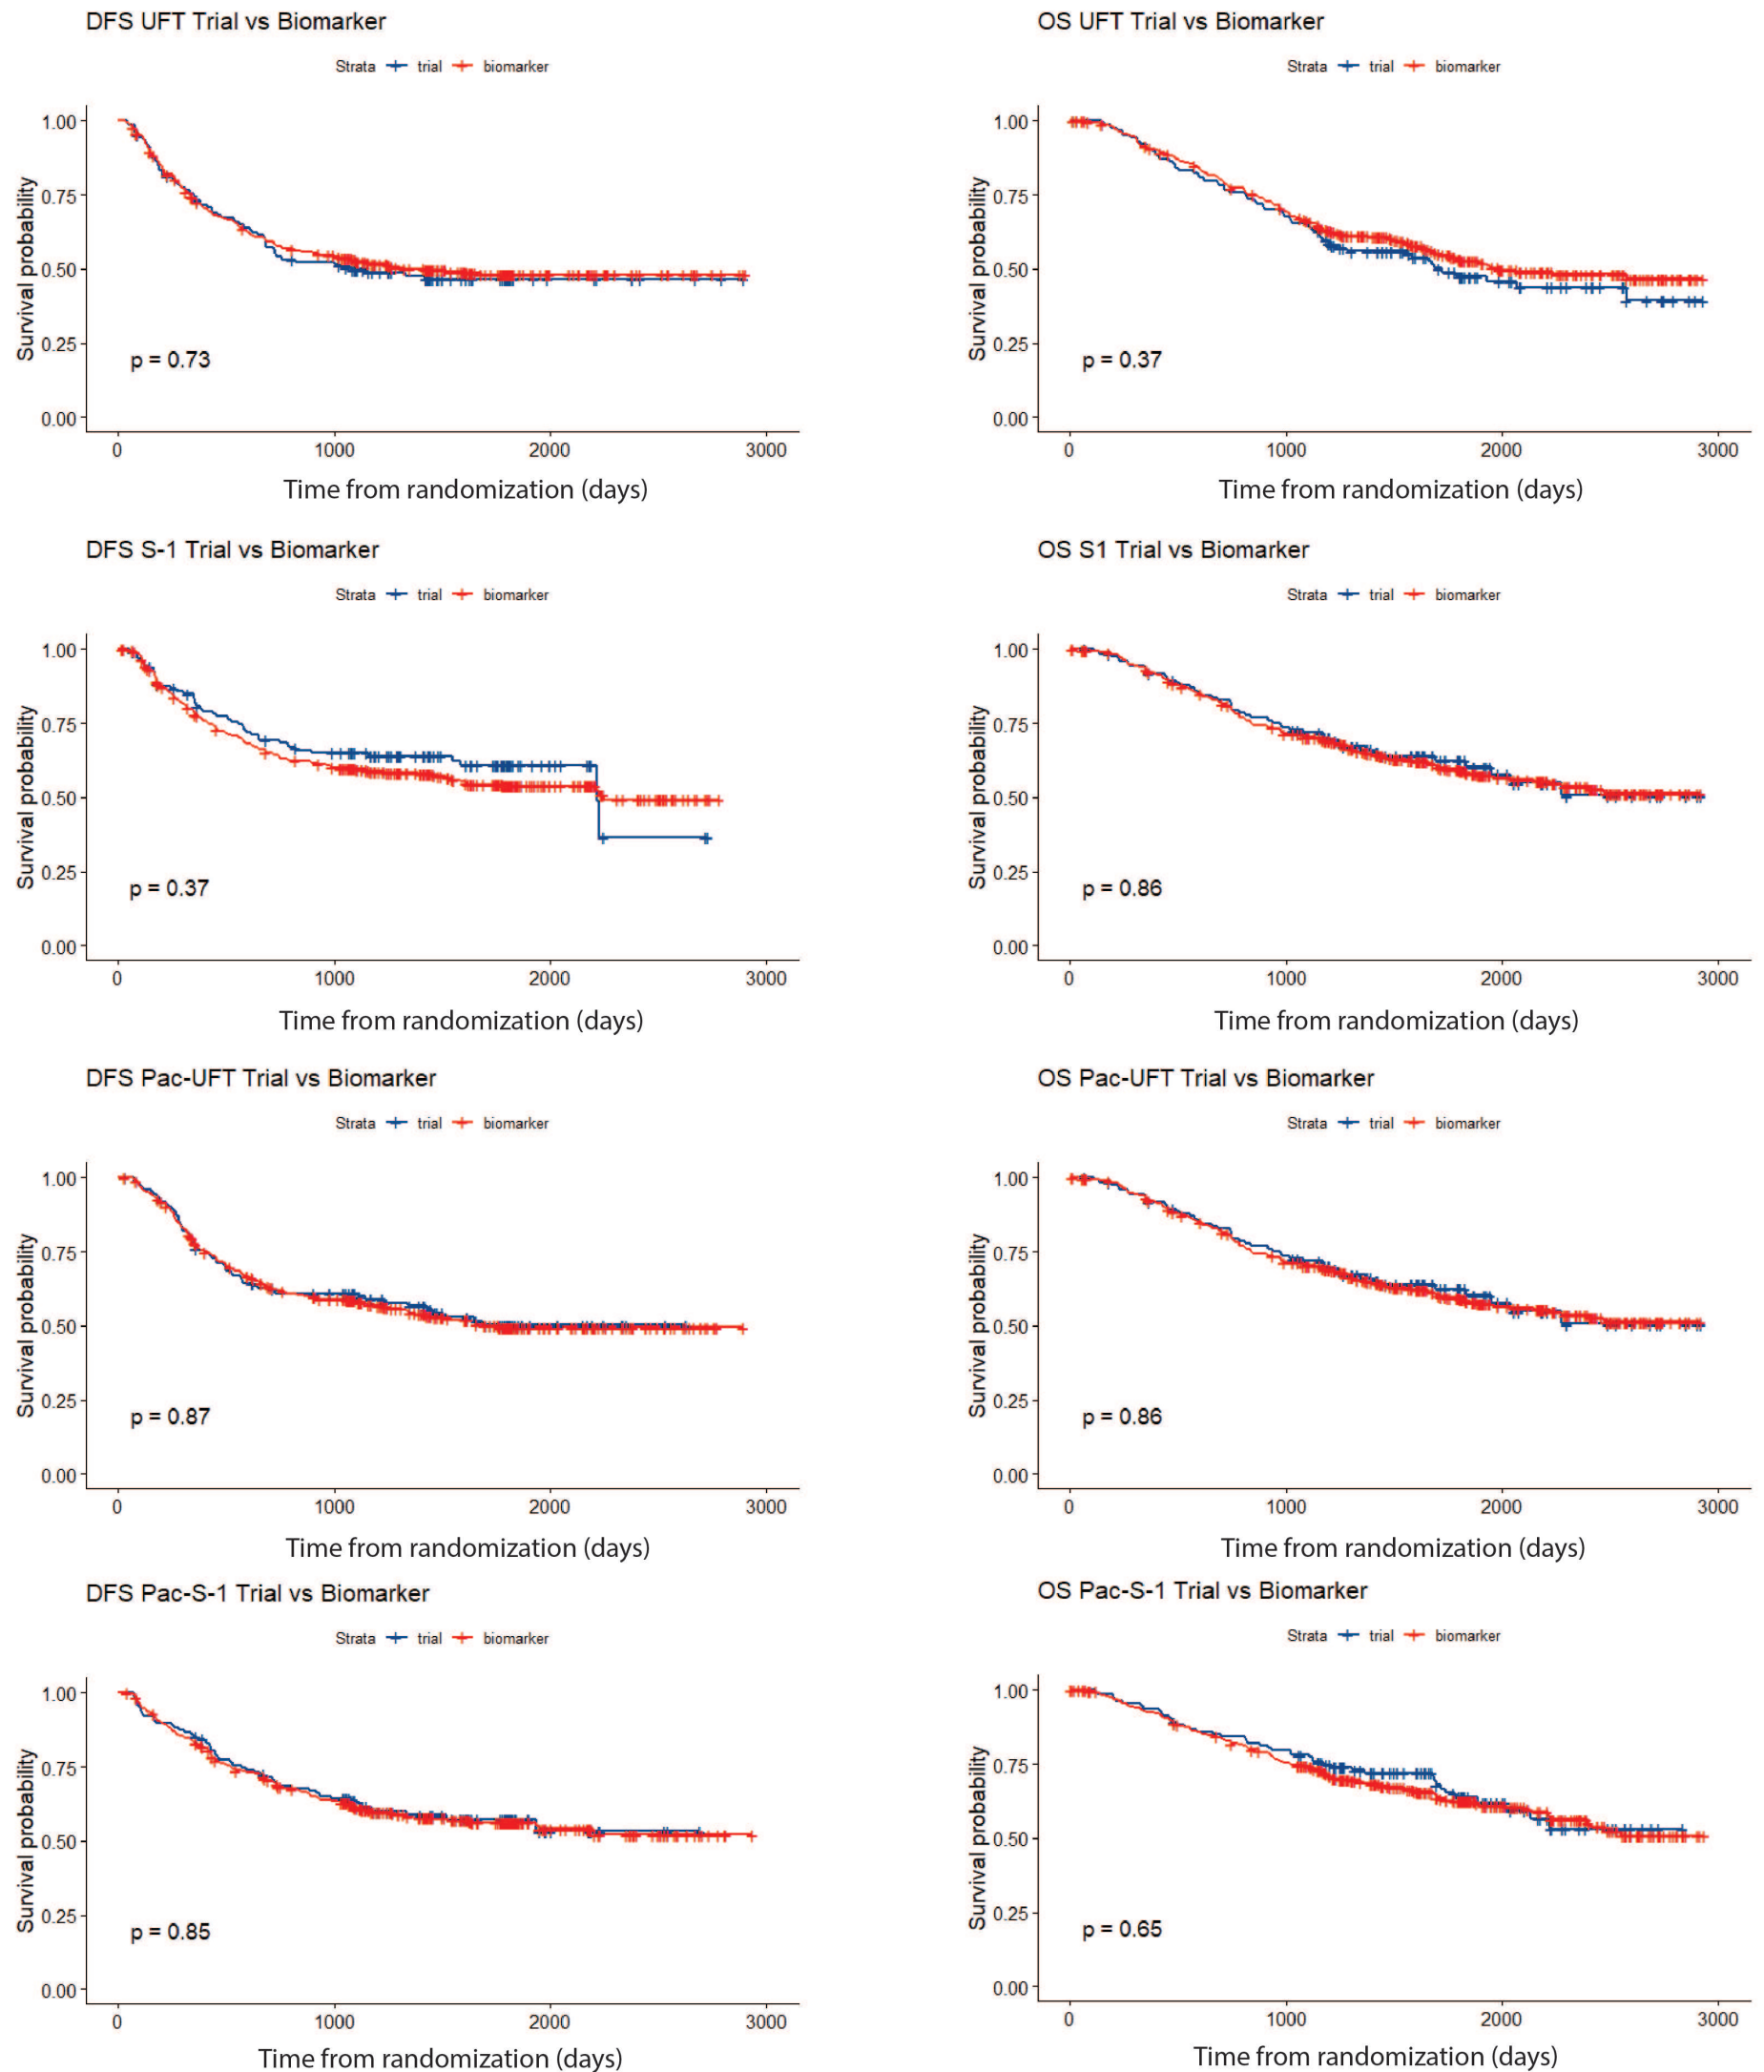 DFS UFT Trial vs Biomarker
Strata trial biomarker
1.00
0.75
0.50
0.25
0.00
Survival probability
p = 0.73
0 1000 2000 3000
Time from randomization (days)
OS UFT Trial vs Biomarker
Strata trial biomarker
1.00
0.75
0.50
0.25
0.00
Survival probability
p = 0.37
0 1000 2000 3000
Time from randomization (days)
DFS S-1 Trial vs Biomarker
Strata trial biomarker
1.00
0.75
0.50
0.25
0.00
Survival probability
p = 0.37
0 1000 2000 3000
Time from randomization (days)
OS S1 Trial vs Biomarker
Strata trial biomarker
1.00
0.75
0.50
0.25
0.00
Survival probability
p = 0.86
0 1000 2000 3000
Time from randomization (days)
DFS Pac-UFT Trial vs Biomarker
Strata trial biomarker
1.00
0.75
0.50
0.25
0.00
Survival probability
p = 0.87
0 1000 2000 3000
Time from randomization (days)
OS Pac-UFT Trial vs Biomarker
Strata trial biomarker
1.00
0.75
0.50
0.25
0.00
Survival probability
p = 0.86
0 1000 2000 3000
Time from randomization (days)
DFS Pac-S-1 Trial vs Biomarker
Strata trial biomarker
1.00
0.75
0.50
0.25
0.00
Survival probability
p = 0.85
0 1000 2000 3000
Time from randomization (days)
OS Pac-S-1 Trial vs Biomarker
Strata trial biomarker
1.00
0.75
0.50
0.25
0.00
Survival probability
p = 0.65
0 1000 2000 3000
Time from randomization (days)